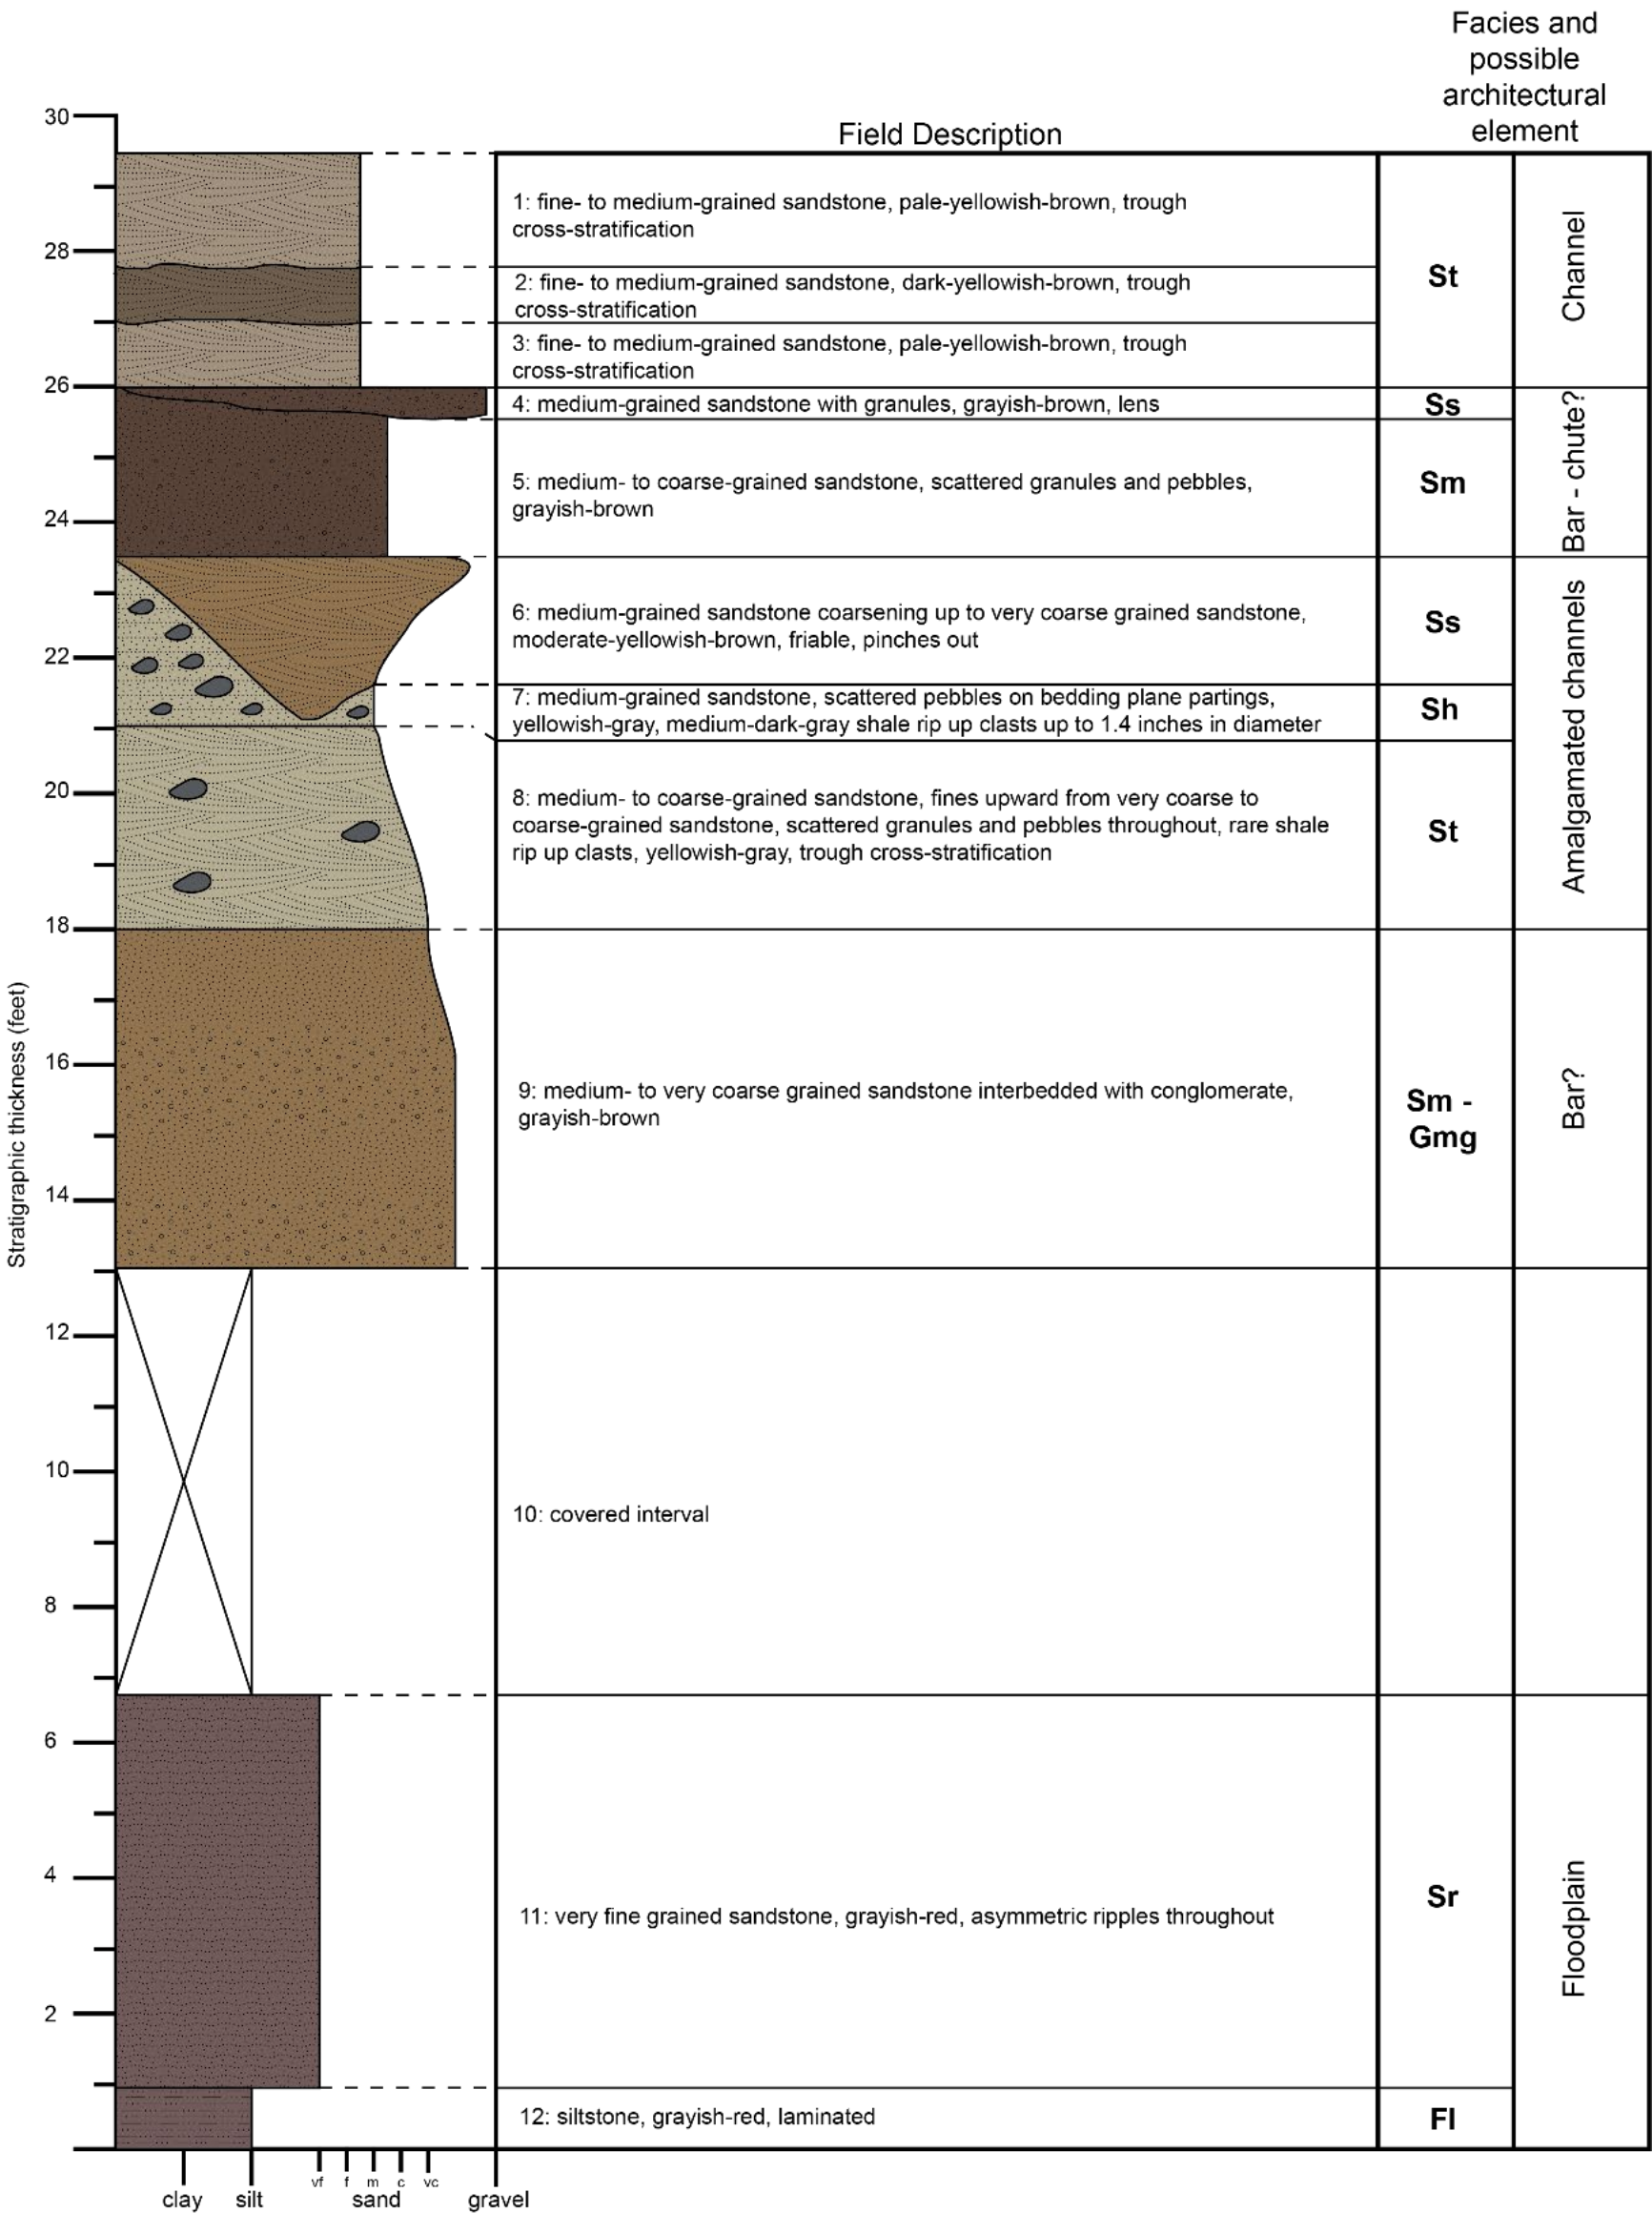 Facies and
possible
architectural
element
Field Description
30
28
26
24
22
20
18
16
14
12
10
8
6
4
2
Stratigraphic thickness (feet)
1: fine- to medium-grained sandstone, pale-yellowish-brown, trough
cross-stratification
2: fine- to medium-grained sandstone, dark-yellowish-brown, trough
cross-stratification
3: fine- to medium-grained sandstone, pale-yellowish-brown, trough
cross-stratification
St
Channel
4: medium-grained sandstone with granules, grayish-brown, lens
Ss
5: medium- to coarse-grained sandstone, scattered granules and pebbles,
grayish-brown
Sm
Bar - chute?
6: medium-grained sandstone coarsening up to very coarse grained sandstone,
moderate-yellowish-brown, friable, pinches out
Ss
7: medium-grained sandstone, scattered pebbles on bedding plane partings,
yellowish-gray, medium-dark-gray shale rip up clasts up to 1.4 inches in diameter
Sh
8: medium- to coarse-grained sandstone, fines upward from very coarse to
coarse-grained sandstone, scattered granules and pebbles throughout, rare shale
rip up clasts, yellowish-gray, trough cross-stratification
St
Amalgamated channels
9: medium- to very coarse grained sandstone interbedded with conglomerate,
grayish-brown
Sm -
Gmg
Bar?
10: covered interval
11: very fine grained sandstone, grayish-red, asymmetric ripples throughout
Sr
12: siltstone, grayish-red, laminated
Fl
Floodplain
vf f m c vc
clay silt sand gravel